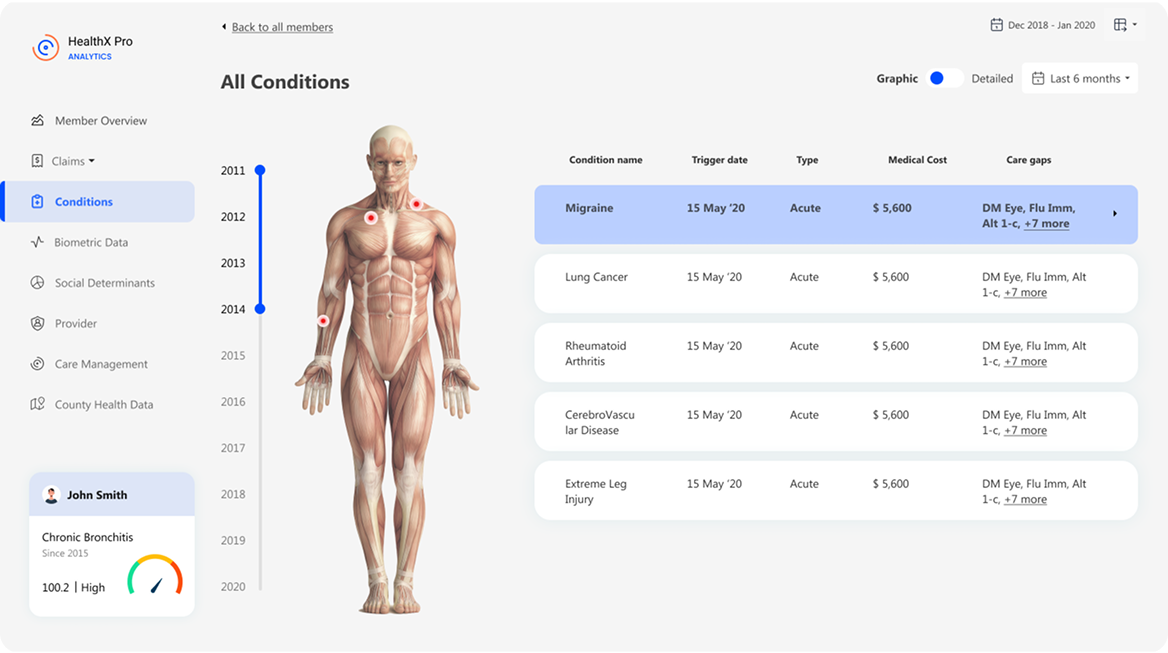 Back to all members
Dec 2018 - Jan 2020
HealthX Pro
ANALYTICS
All Conditions
Graphic
Detailed
Last 6 months
Member Overview
Claims
Conditions
Biometric Data
Social Determinants
Provider
Care Management
County Health Data
John Smith
Chronic Bronchitis
Since 2015
100.2 | High
2011
2012
2013
2014
2015
2016
2017
2018
2019
2020
Condition name Trigger date Type Medical Cost Care gaps
Migraine 15 May ‘20 Acute $ 5,600 DM Eye, Flu Imm,
Alt 1-c, +7 more
Lung Cancer 15 May ‘20 Acute $ 5,600 DM Eye, Flu Imm, Alt
1-c, +7 more
Rheumatoid 15 May ‘20 Acute $ 5,600 DM Eye, Flu Imm, Alt
Arthritis 1-c, +7 more
CerebroVascu 15 May ‘20 Acute $ 5,600 DM Eye, Flu Imm, Alt
lar Disease 1-c, +7 more
Extreme Leg 15 May ‘20 Acute $ 5,600 DM Eye, Flu Imm, Alt
Injury 1-c, +7 more